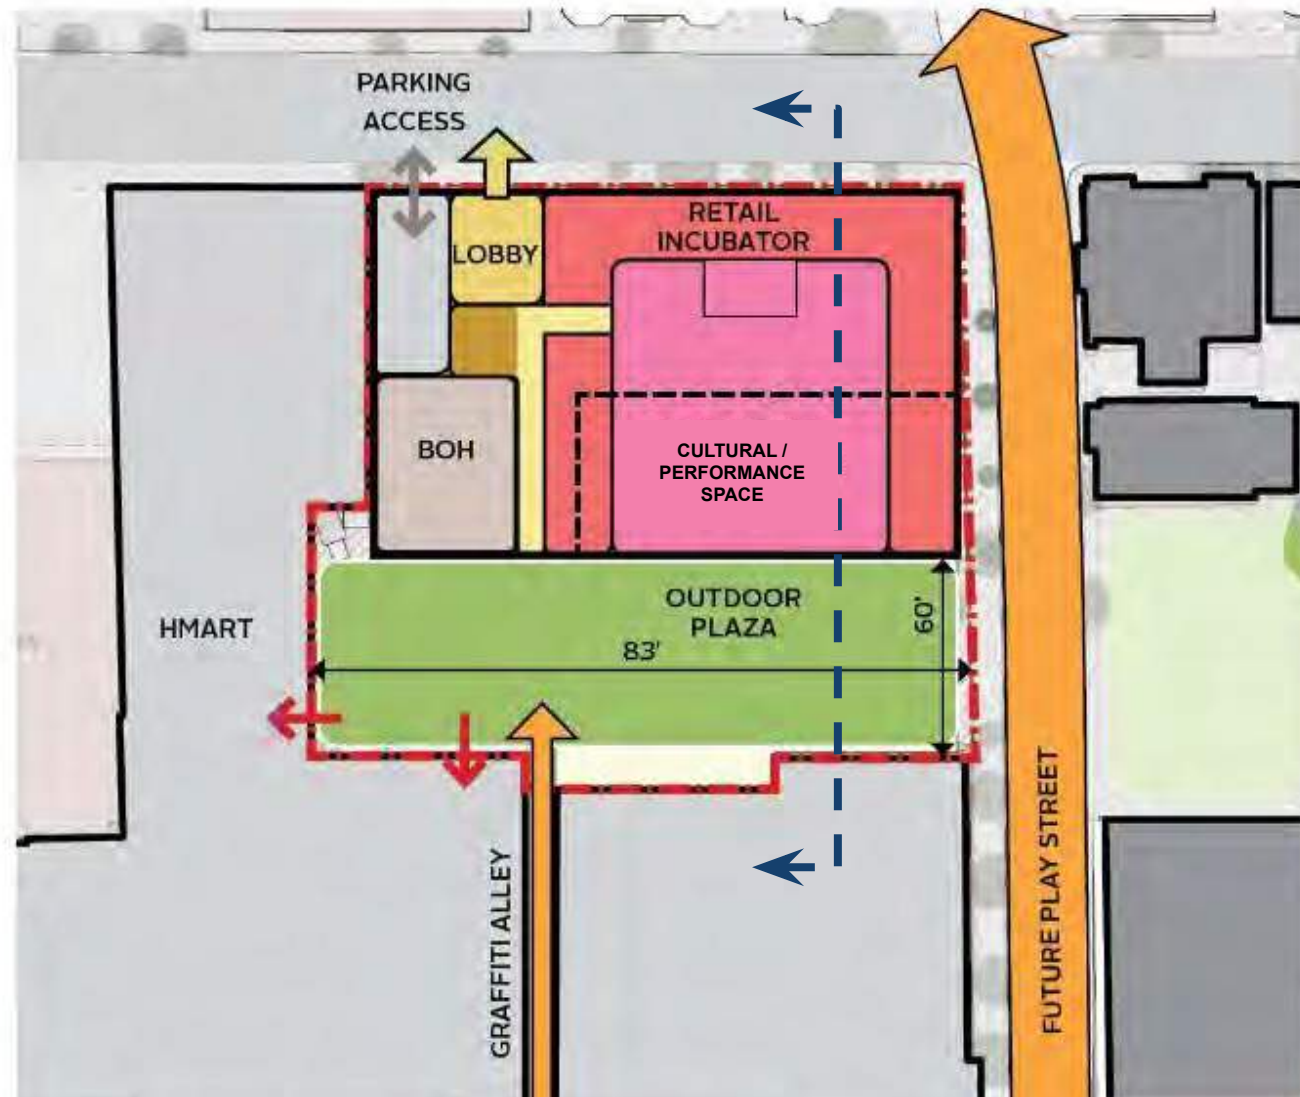 PARKING
ACCESS
LOBBY
RETAIL
INCUBATOR
BOH
CULTURAL /
PERFORMANCE
SPACE
HMART
OUTDOOR
PLAZA
60'
83'
GRAFFITI ALLEY
FUTURE PLAY STREET